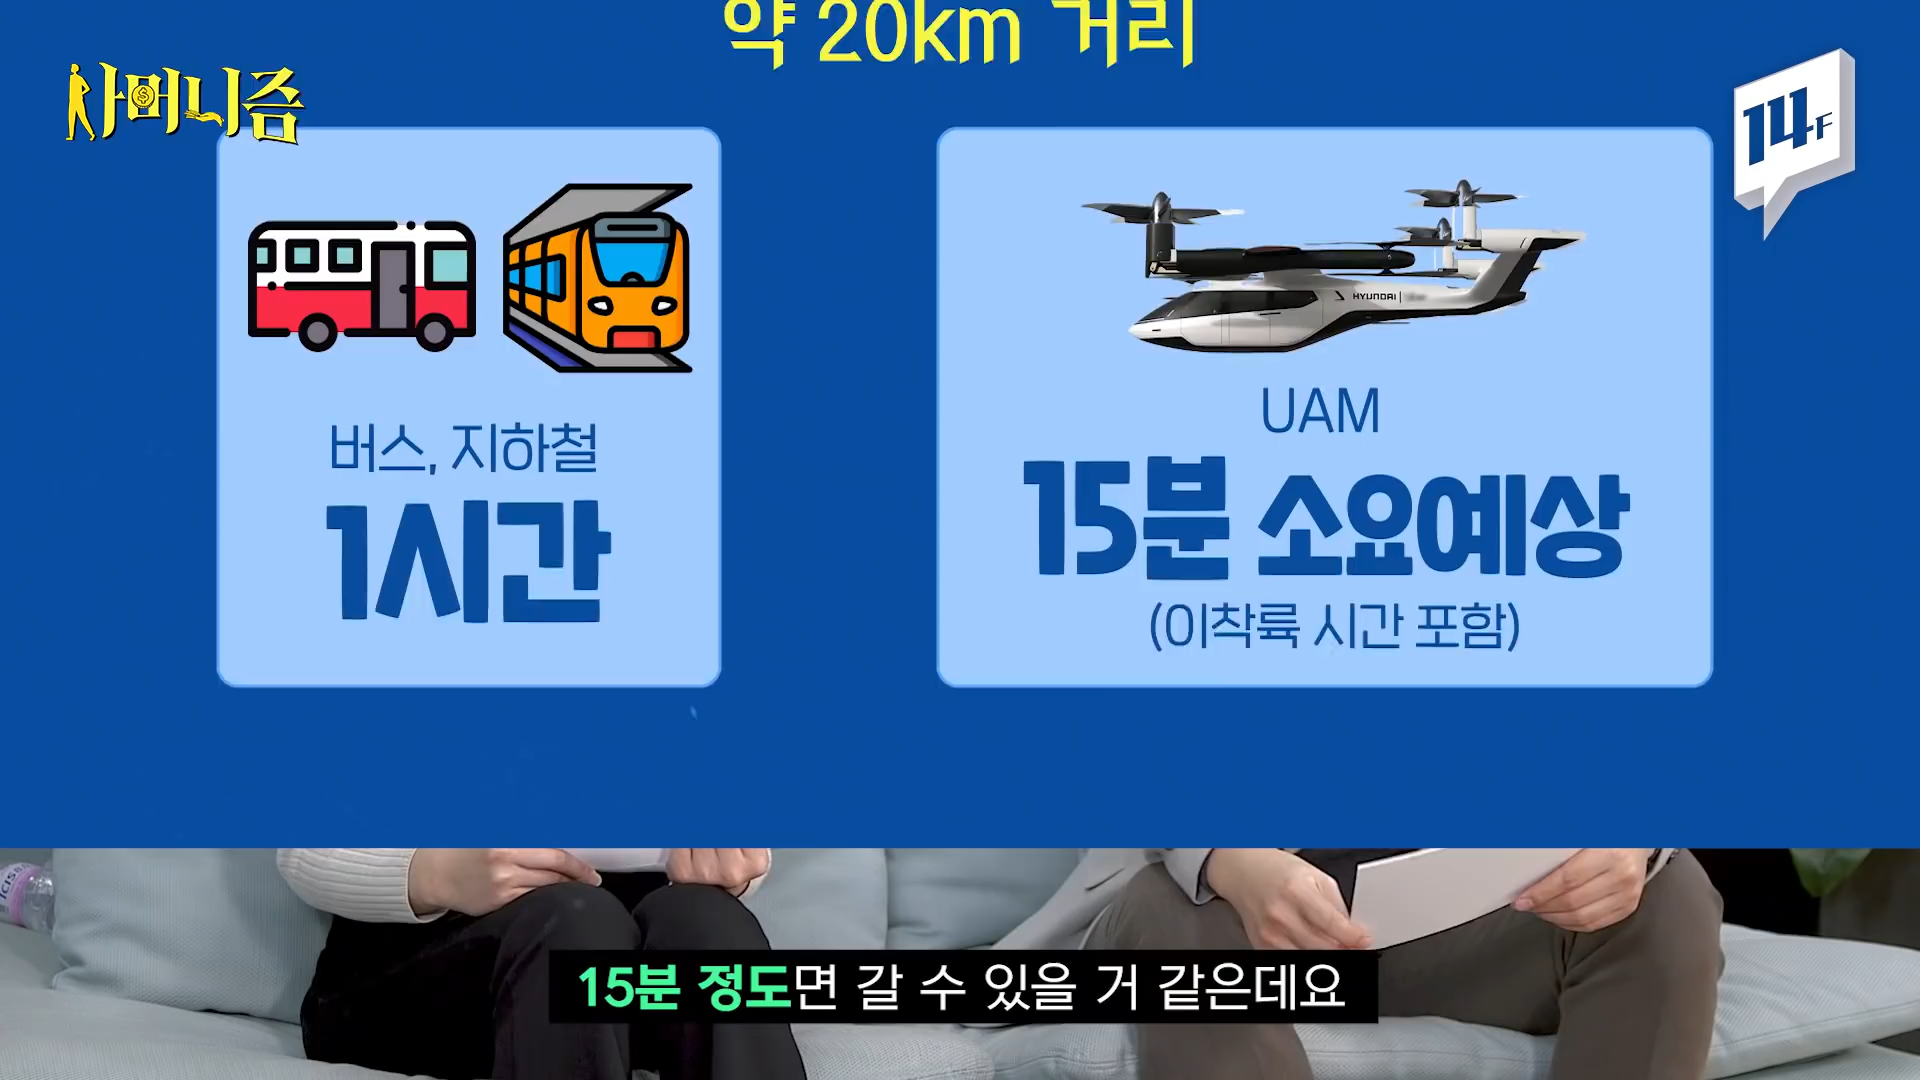 약 20km 거리
사머니즘
14F
버스, 지하철
1시간
HYUNDAI
UAM
15분 소요예상
(이착륙 시간 포함)
15분 정도면 갈 수 있을 거 같은데요